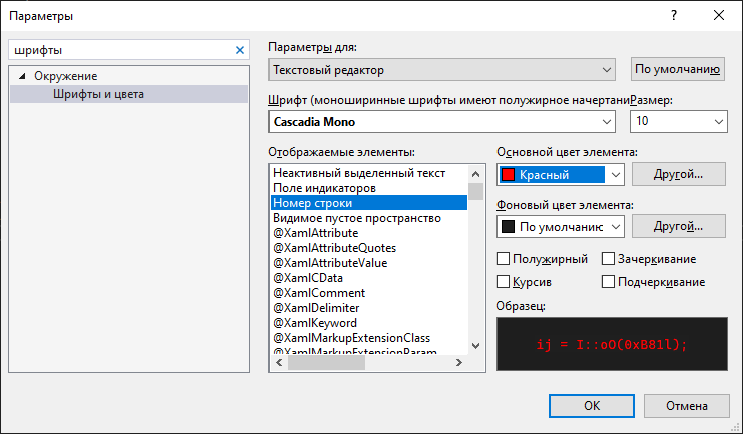 Параметры
шрифты
Окружение
Шрифты и цвета
Параметры для:
Текстовый редактор
По умолчанию
Шрифт (моноширинные шрифты имеют полужирное начертани
Размер:
Cascadia Mono
10
Отображаемые элементы:
Неактивный выделенный текст
Поле индикаторов
Номер строки
Видимое пустое пространство
@XamlAttribute
@XamlAttributeQuotes
@XamlAttributeValue
@XamlCData
@XamlComment
@XamlDelimiter
@XamlKeyword
@XamlMarkupExtensionClass
@XamlMarkupExtensionParam
Основной цвет элемента:
Красный
Другой...
Фоновый цвет элемента:
По умолчанию
Другой...
Полужирный
Зачеркивание
Курсив
Подчеркивание
Образец:
ij = I::oO(0xB81l);
ОК
Отмена